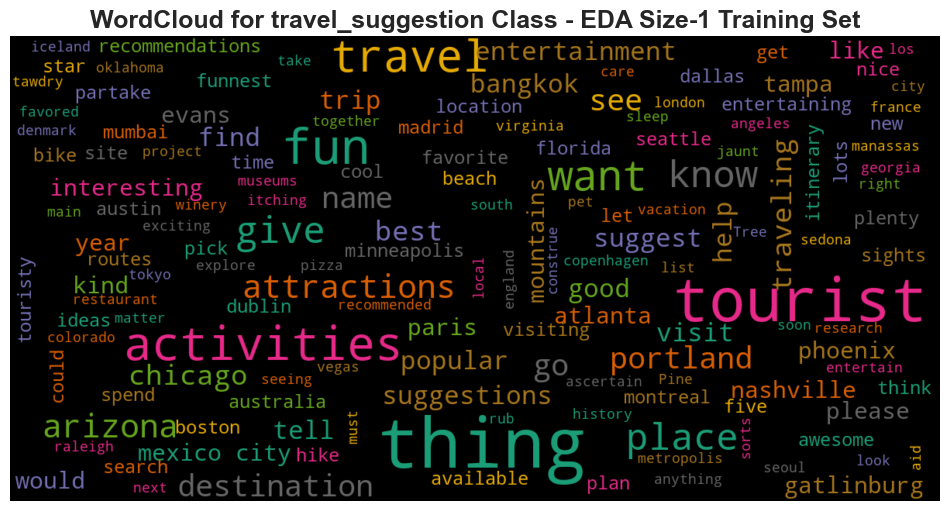 WordCloud for travel_suggestion Class - EDA Size-1 Training Set
iceland recommendations take travel entertainment care get like los
star oklahoma bangkok dallas nice
tawdry partake funnest trip location see london tampa city
favored evans together sleep entertaining france
denmark mumbai find fun madrid virginia seattle angeles new
bike site project time cool favorite florida want know jaunt manassas
interesting museums beach traveling itinerary lots georgia right
main austin winery itching name south mountains pet let vacation help plenty
exciting give best suggest Tree sedona
year pick minneapolis construe sights
routes explore pizza local england copenhagen list
touristy kind tokyo attractions good tourist
restaurant dublin recommended
ideas matter paris visiting atlanta visit soon research
colorado activities phoenix
could chicago seeing vegas popular go portland entertain
spend suggestions ascertain Pine nashville think
australia montreal five please
arizona boston must thing rub history
raleigh mexico city tell hike place sorts awesome
search metropolis look aid
would next destination available plan anything seoul gatlinburg